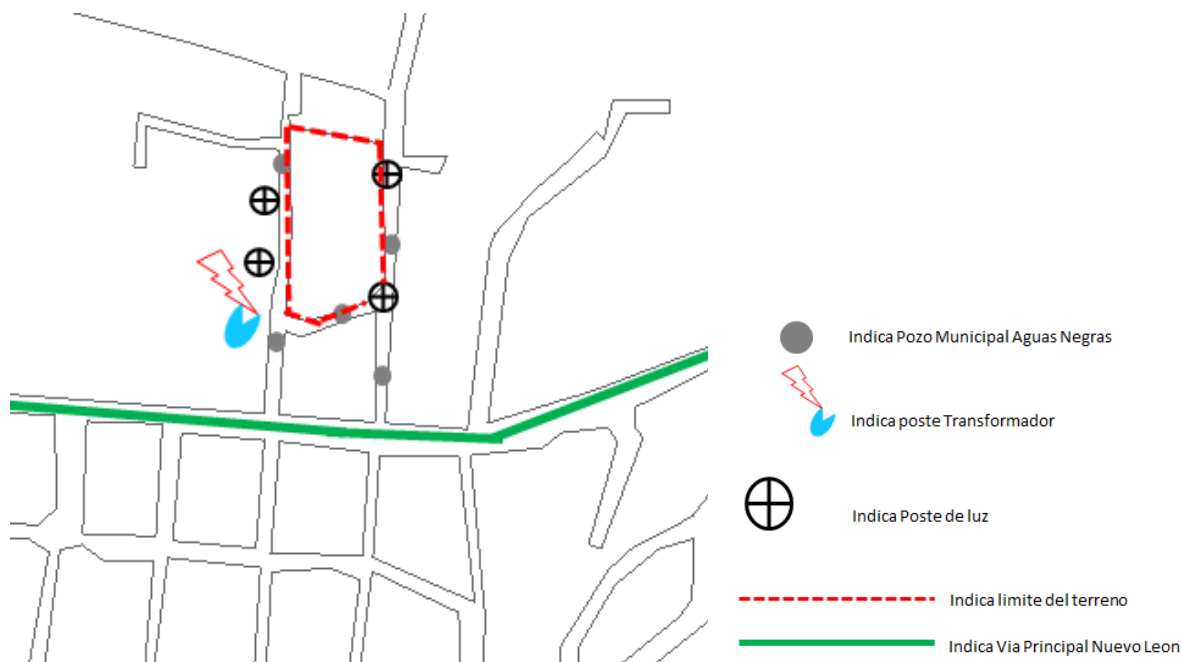 Indica Pozo Municipal Aguas Negras
Indica poste Transformador
Indica Poste de luz
Indica limite del terreno
Indica Via Principal Nuevo Leon